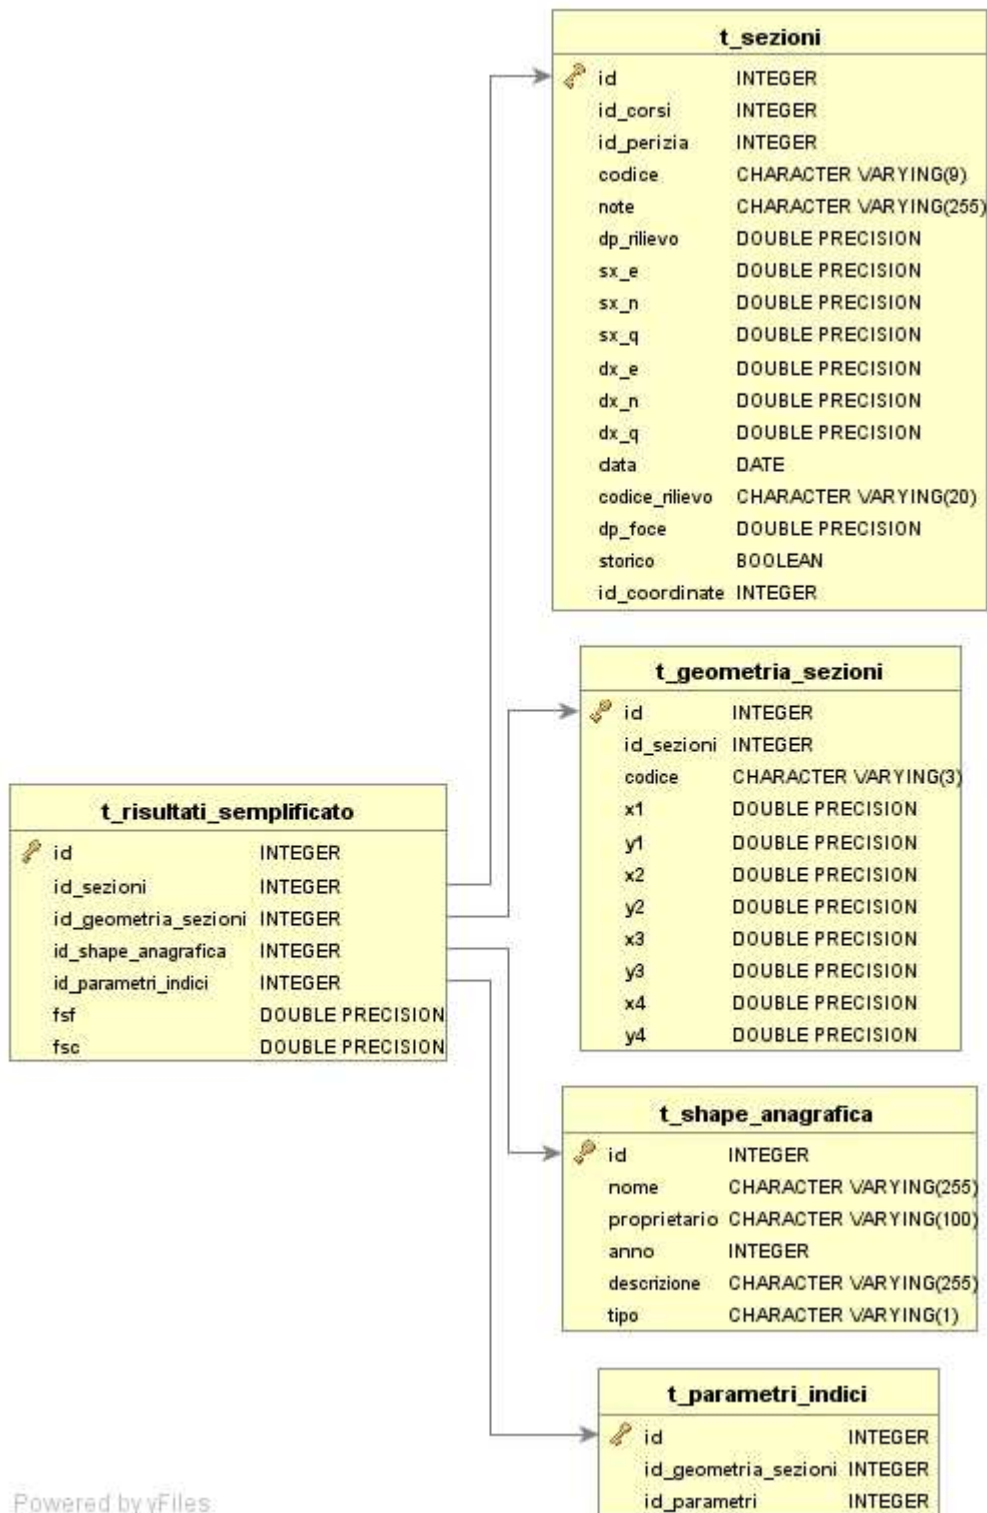 t_sezioni
id INTEGER
id_corsi INTEGER
id_perizia INTEGER
codice CHARACTER VARYING(9)
note CHARACTER VARYING(255)
dp_rilievo DOUBLE PRECISION
sx_e DOUBLE PRECISION
sx_n DOUBLE PRECISION
sx_q DOUBLE PRECISION
dx_e DOUBLE PRECISION
dx_n DOUBLE PRECISION
dx_q DOUBLE PRECISION
data DATE
codice_rilievo CHARACTER VARYING(20)
dp_foce DOUBLE PRECISION
storico BOOLEAN
id_coordinate INTEGER
t_geometria_sezioni
id INTEGER
id_sezioni INTEGER
codice CHARACTER VARYING(3)
x1 DOUBLE PRECISION
y1 DOUBLE PRECISION
x2 DOUBLE PRECISION
y2 DOUBLE PRECISION
x3 DOUBLE PRECISION
y3 DOUBLE PRECISION
x4 DOUBLE PRECISION
y4 DOUBLE PRECISION
t_risultati_semplificato
id INTEGER
id_sezioni INTEGER
id_geometria_sezioni INTEGER
id_shape_anagrafica INTEGER
id_parametri_indici INTEGER
fsf DOUBLE PRECISION
fsc DOUBLE PRECISION
t_shape_anagrafica
id INTEGER
nome CHARACTER VARYING(255)
proprietario CHARACTER VARYING(100)
anno INTEGER
descrizione CHARACTER VARYING(255)
tipo CHARACTER VARYING(1)
t_parametri_indici
id INTEGER
id_geometria_sezioni INTEGER
id_parametri INTEGER
Powered by yFiles